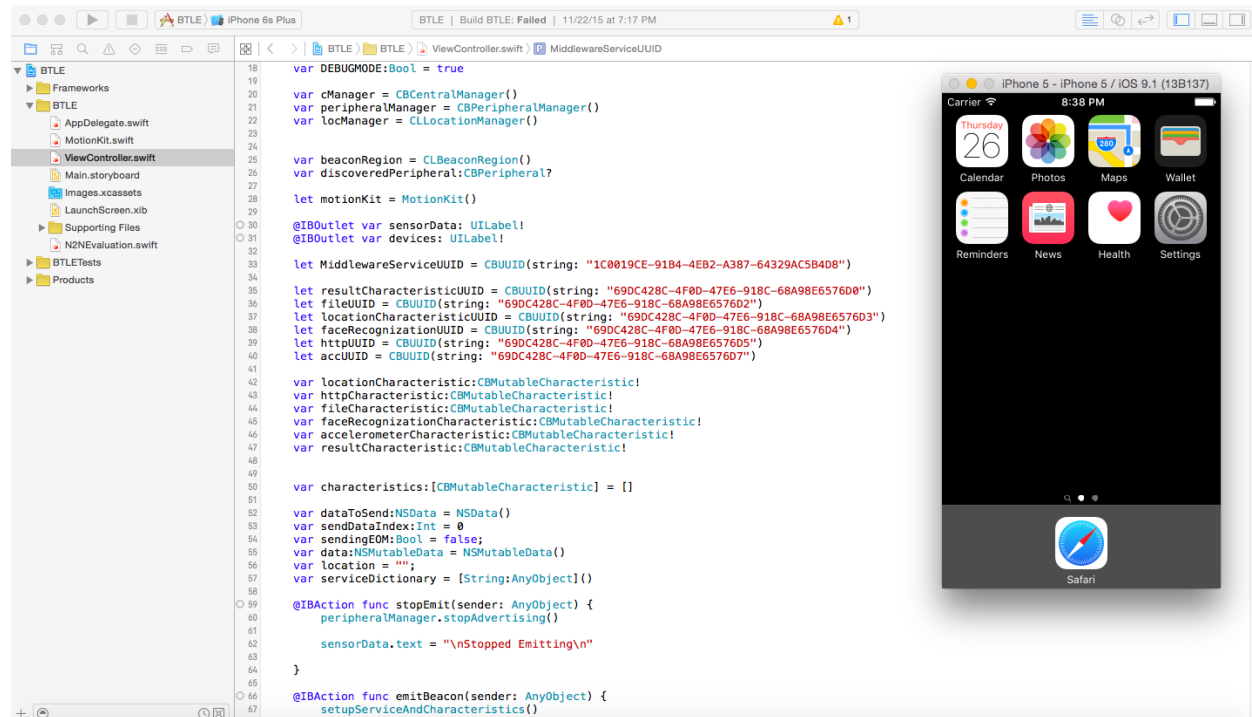 BTLE 〉 iPhone 6s Plus
BTLE | Build BTLE: Failed | 11/22/15 at 7:17 PM
1
BTLE 〉 BTLE 〉 ViewController.swift 〉 P MiddlewareServiceUUID
BTLE
Frameworks
BTLE
AppDelegate.swift
MotionKit.swift
ViewController.swift
Main.storyboard
Images.xcassets
LaunchScreen.xib
Supporting Files
N2NEvaluation.swift
BTLETests
Products
18 var DEBUGMODE:Bool = true
19
20 var cManager = CBCentralManager()
21 var peripheralManager = CBPeripheralManager()
22 var locManager = CLLocationManager()
23
24
25 var beaconRegion = CLBeaconRegion()
26 var discoveredPeripheral:CBPeripheral?
27
28 let motionKit = MotionKit()
29
30 @IBOutlet var sensorData: UILabel!
31 @IBOutlet var devices: UILabel!
32
33 let MiddlewareServiceUUID = CBUUID(string: "1C0019CE-91B4-4EB2-A387-64329AC5B4D8")
34
35 let resultCharacteristicUUID = CBUUID(string: "69DC428C-4F0D-47E6-918C-68A98E6576D0")
36 let fileUUID = CBUUID(string: "69DC428C-4F0D-47E6-918C-68A98E6576D2")
37 let locationCharacteristicUUID = CBUUID(string: "69DC428C-4F0D-47E6-918C-68A98E6576D3")
38 let faceRecognizationUUID = CBUUID(string: "69DC428C-4F0D-47E6-918C-68A98E6576D4")
39 let httpUUID = CBUUID(string: "69DC428C-4F0D-47E6-918C-68A98E6576D5")
40 let accUUID = CBUUID(string: "69DC428C-4F0D-47E6-918C-68A98E6576D7")
41
42 var locationCharacteristic:CBMutableCharacteristic!
43 var httpCharacteristic:CBMutableCharacteristic!
44 var fileCharacteristic:CBMutableCharacteristic!
45 var faceRecognizationCharacteristic:CBMutableCharacteristic!
46 var accelerometerCharacteristic:CBMutableCharacteristic!
47 var resultCharacteristic:CBMutableCharacteristic!
48
49
50 var characteristics:[CBMutableCharacteristic] = []
51
52 var dataToSend:NSData = NSData()
53 var sendDataIndex:Int = 0
54 var sendingEOM:Bool = false;
55 var data:NSMutableData = NSMutableData()
56 var location = "";
57 var serviceDictionary = [String:AnyObject]()
58
59 @IBAction func stopEmit(sender: AnyObject) {
60 peripheralManager.stopAdvertising()
61
62 sensorData.text = "\nStopped Emitting\n"
63
64 }
65
66 @IBAction func emitBeacon(sender: AnyObject) {
67 setupServiceAndCharacteristics()
iPhone 5 - iPhone 5 / iOS 9.1 (13B137)
Carrier 8:38 PM
Thursday
26
280
Calendar Photos Maps Wallet
Reminders News Health Settings
Safari